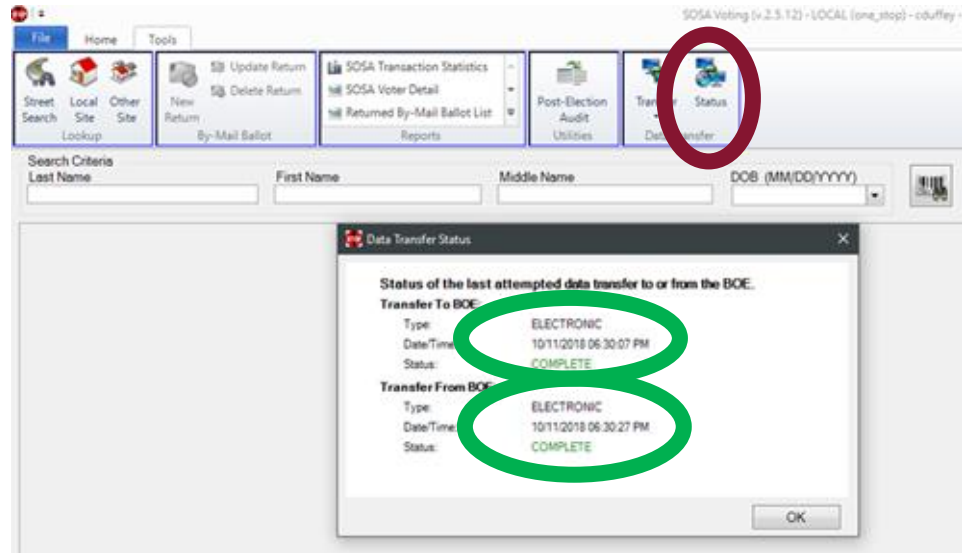 SOSA Voting (v.2.5.12) - LOCAL (one_stop) - cduffey -
File Home Tools
Street Search
Local Site
Other Site
Lookup
New Return
Update Return
Delete Return
By-Mail Ballot
SOSA Transaction Statistics
SOSA Voter Detail
Returned By-Mail Ballot List
Reports
Post-Election Audit
Utilities
Status
Search Criteria
Last Name First Name Middle Name DOB (MM/DD/YYYY)
Data Transfer Status
Status of the last attempted data transfer to or from the BOE.
Transfer To BOE:
Type: ELECTRONIC
Date/Time: 10/11/2018 06:30:07 PM
Status: COMPLETE
Transfer From BOE:
Type: ELECTRONIC
Date/Time: 10/11/2018 06:30:27 PM
Status: COMPLETE
OK